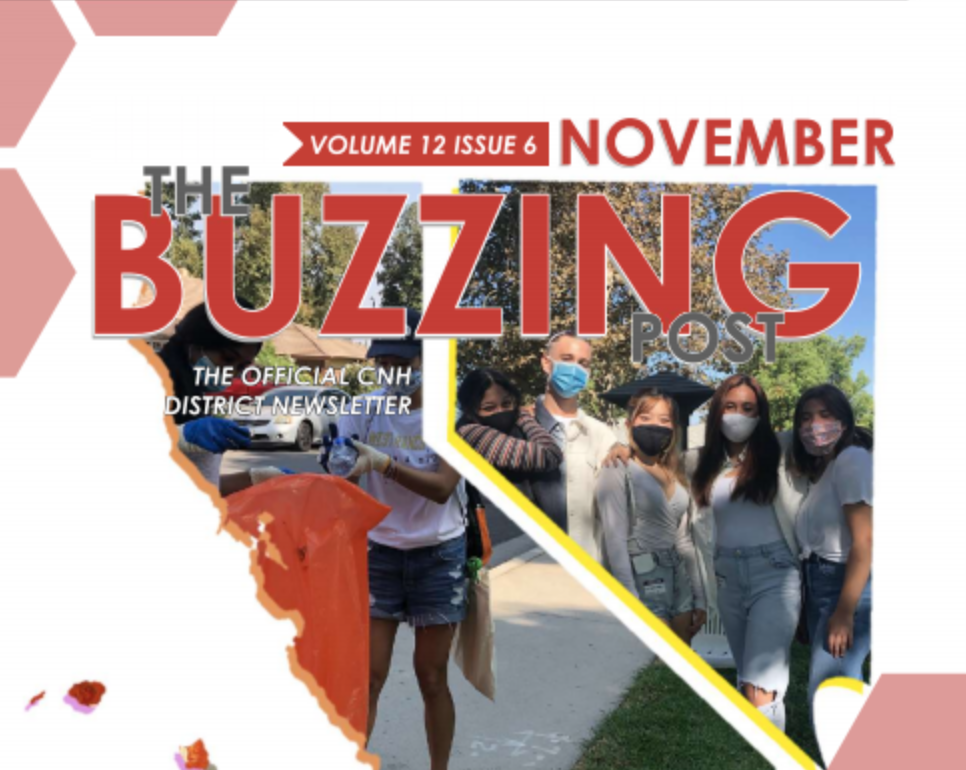 VOLUME 12 ISSUE 6 NOVEMBER
THE
BUZZING
POST
THE OFFICIAL CNH
DISTRICT NEWSLETTER